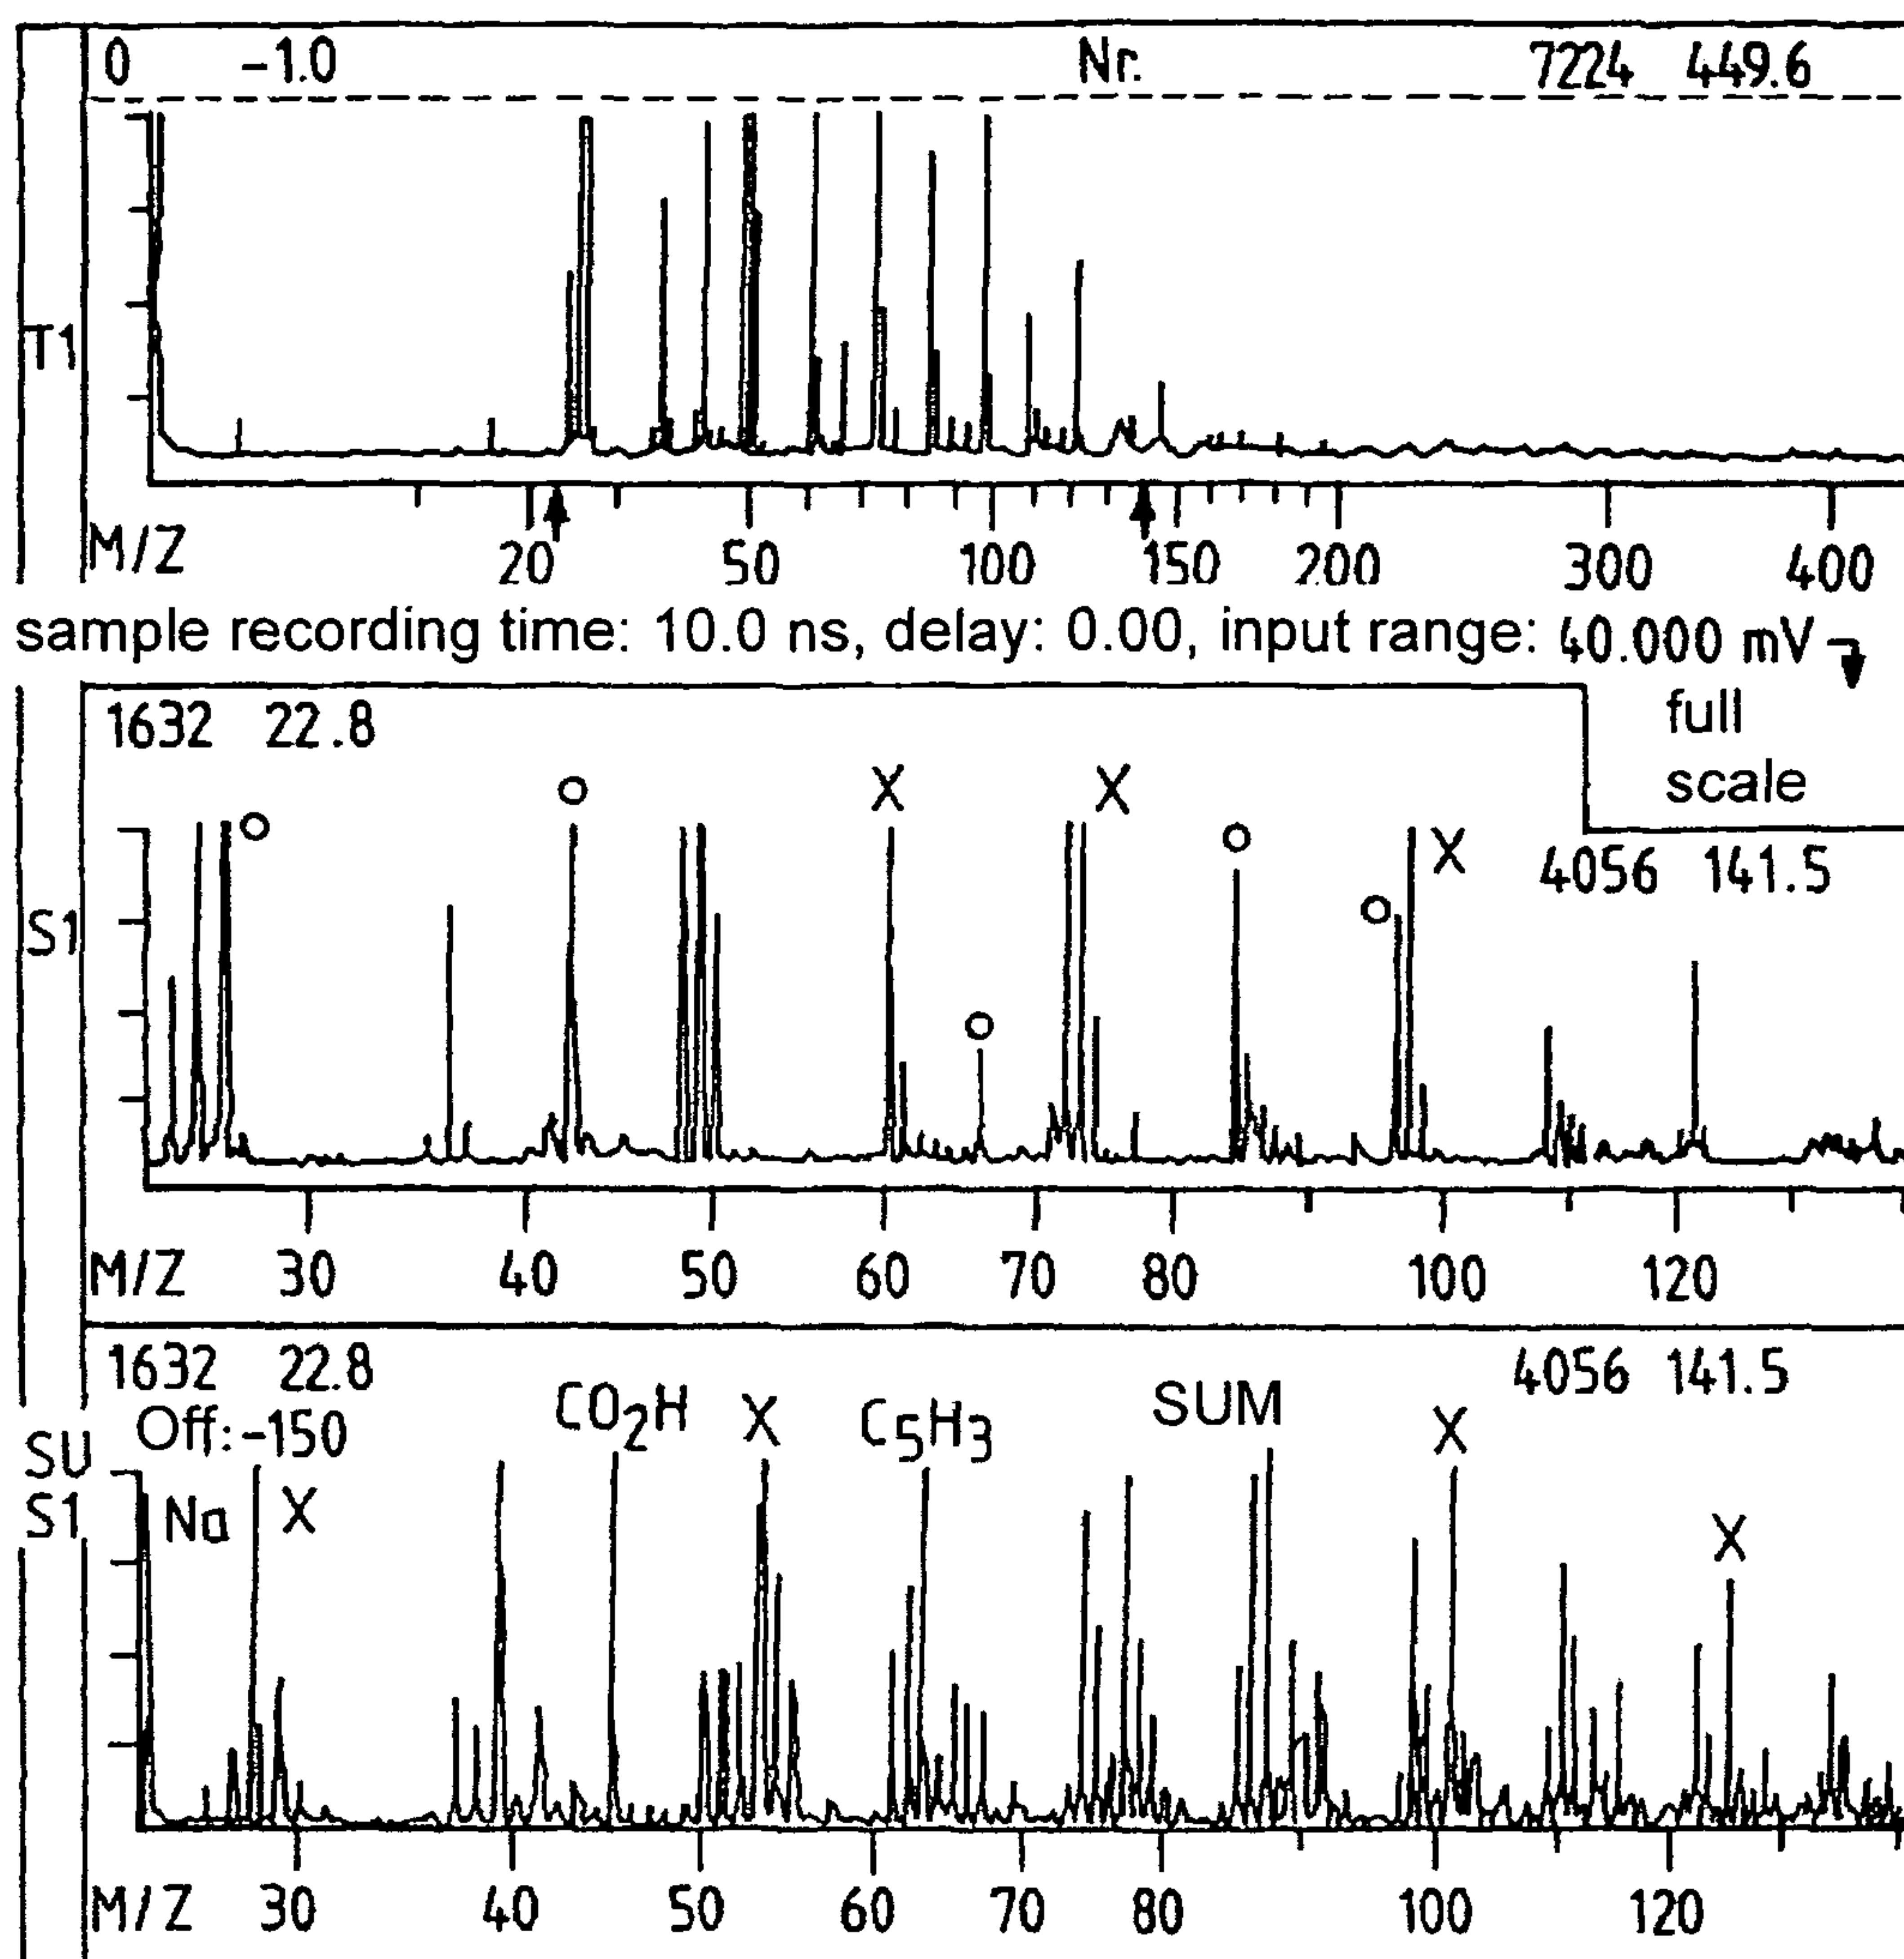 0 -1.0 Nr. 7224 449.6
T1
M/Z 20 50 100 150 200 300 400
sample recording time: 10.0 ns, delay: 0.00, input range: 40.000 mV
1632 22.8 full
scale
O X X
O O
X 4056 141.5
S1 O
O
M/Z 30 40 50 60 70 80 100 120
1632 22.8 4056 141.5
CO2H X C5H3 SUM X
Off:-150
SU
S1 Na X X
M/Z 30 40 50 60 70 80 100 120